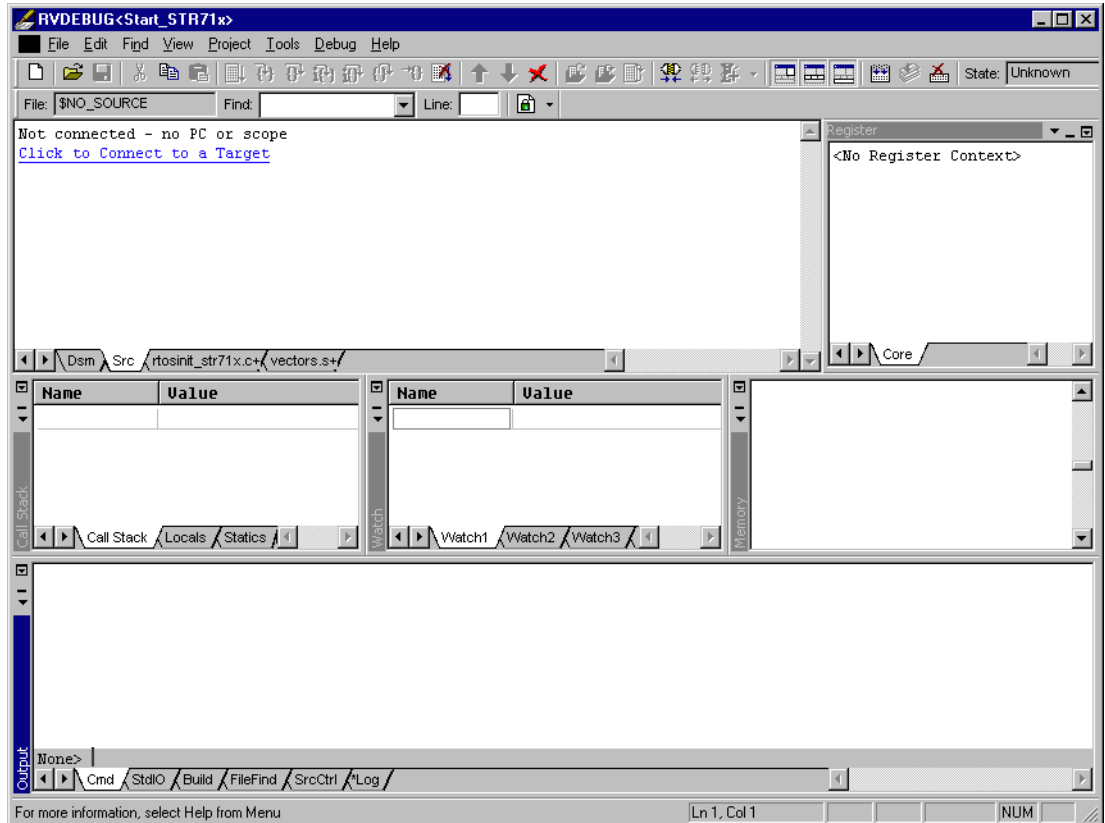 RVDEBUG<Start_STR71x>
File Edit Find View Project Tools Debug Help
State: Unknown
File: $NO_SOURCE Find: Line:
Not connected - no PC or scope
Click to Connect to a Target
Register
<No Register Context>
Dsm Src rtosinit_str71x.c+ vectors.s+
Core
Name Value
Name Value
Call Stack
Watch
Memory
Call Stack Locals Statics
Watch1 Watch2 Watch3
Output
None>
Cmd StdIO Build FileFind SrcCtrl *Log
For more information, select Help from Menu Ln 1, Col 1 NUM